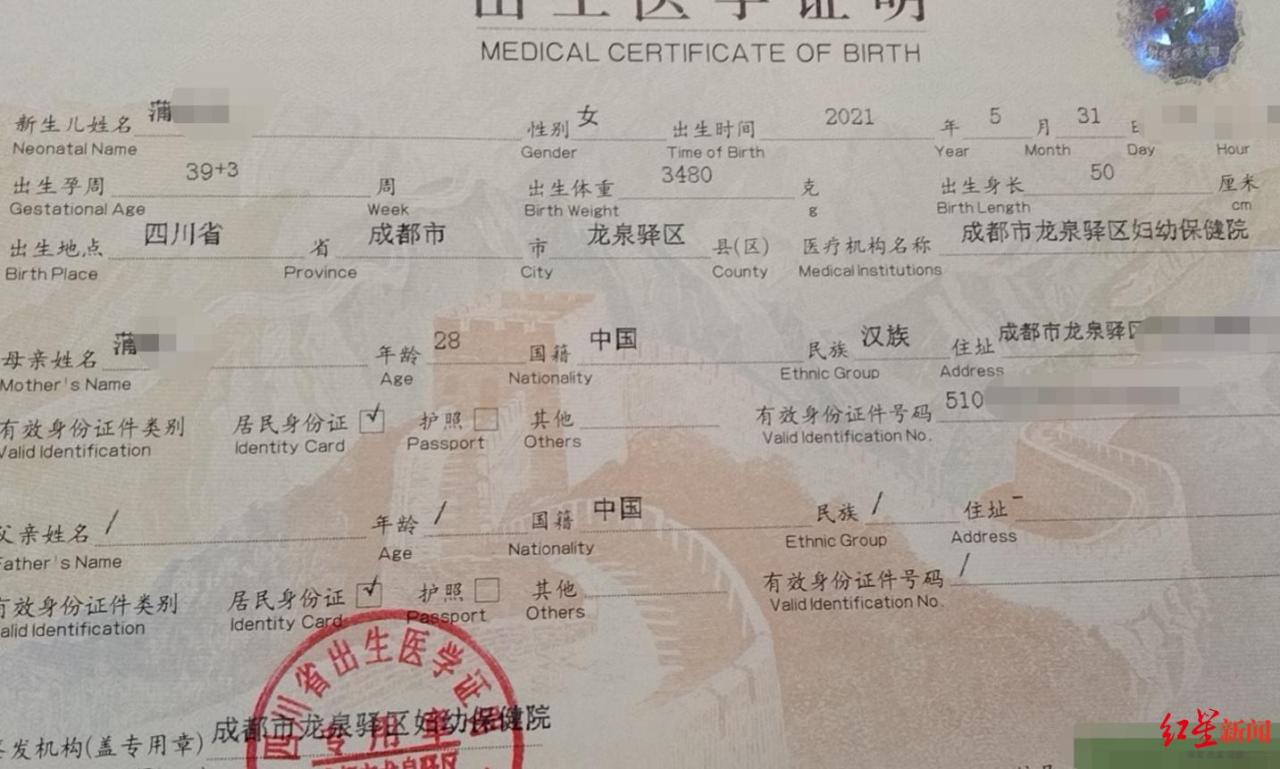 出生医学证明
MEDICAL CERTIFICATE OF BIRTH
新生儿姓名 蒲 性别 女 出生时间 2021 年 5 月 31
Neonatal Name Gender Time of Birth Year Month Day Hour
出生孕周 39+3 周 出生体重 3480 克 出生身长 50 厘米
Gestational Age Week Birth Weight g Birth Length cm
出生地点 四川省 省 成都市 市 龙泉驿区 县(区) 医疗机构名称 成都市龙泉驿区妇幼保健院
Birth Place Province City County Medical Institutions
母亲姓名 蒲 年龄 28 国籍 中国 民族 汉族 住址 成都市龙泉驿区
Mother's Name Age Nationality Ethnic Group Address
有效身份证件类别 居民身份证 √ 护照 其他 有效身份证件号码 510
Valid Identification Identity Card Passport Others Valid Identification No.
父亲姓名 / 年龄 / 国籍 中国 民族 / 住址 -
Father's Name Age Nationality Ethnic Group Address
有效身份证件类别 居民身份证 √ 护照 其他 有效身份证件号码 /
Valid Identification Identity Card Passport Others Valid Identification No.
四川省出生医学证
专用章
签发机构(盖专用章) 成都市龙泉驿区妇幼保健院
红星新闻